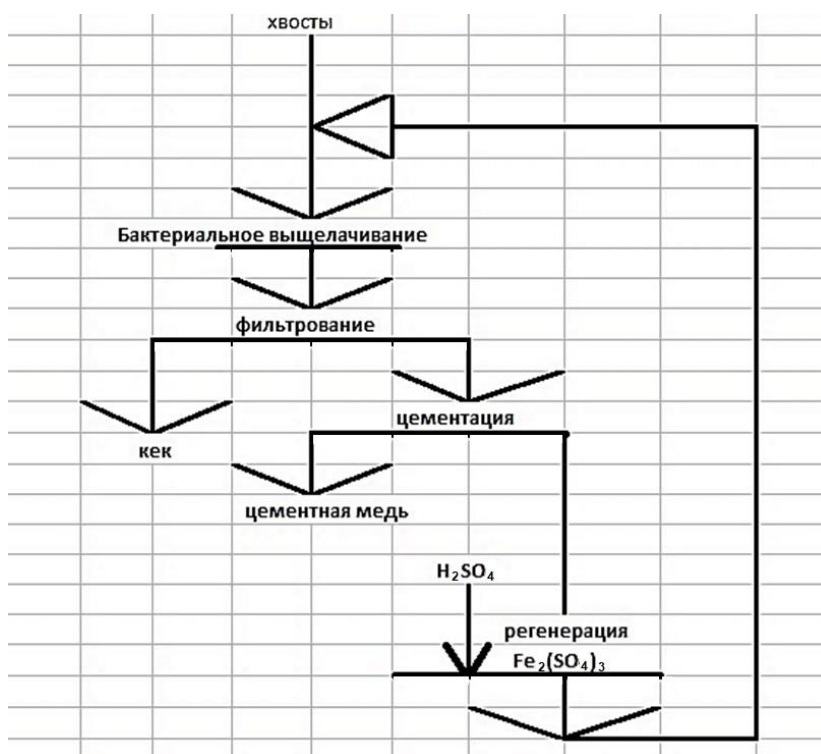 хвосты
Бактериальное выщелачивание
фильтрование
цементация
кек
цементная медь
H₂SO₄
регенерация
Fe₂(SO₄)₃